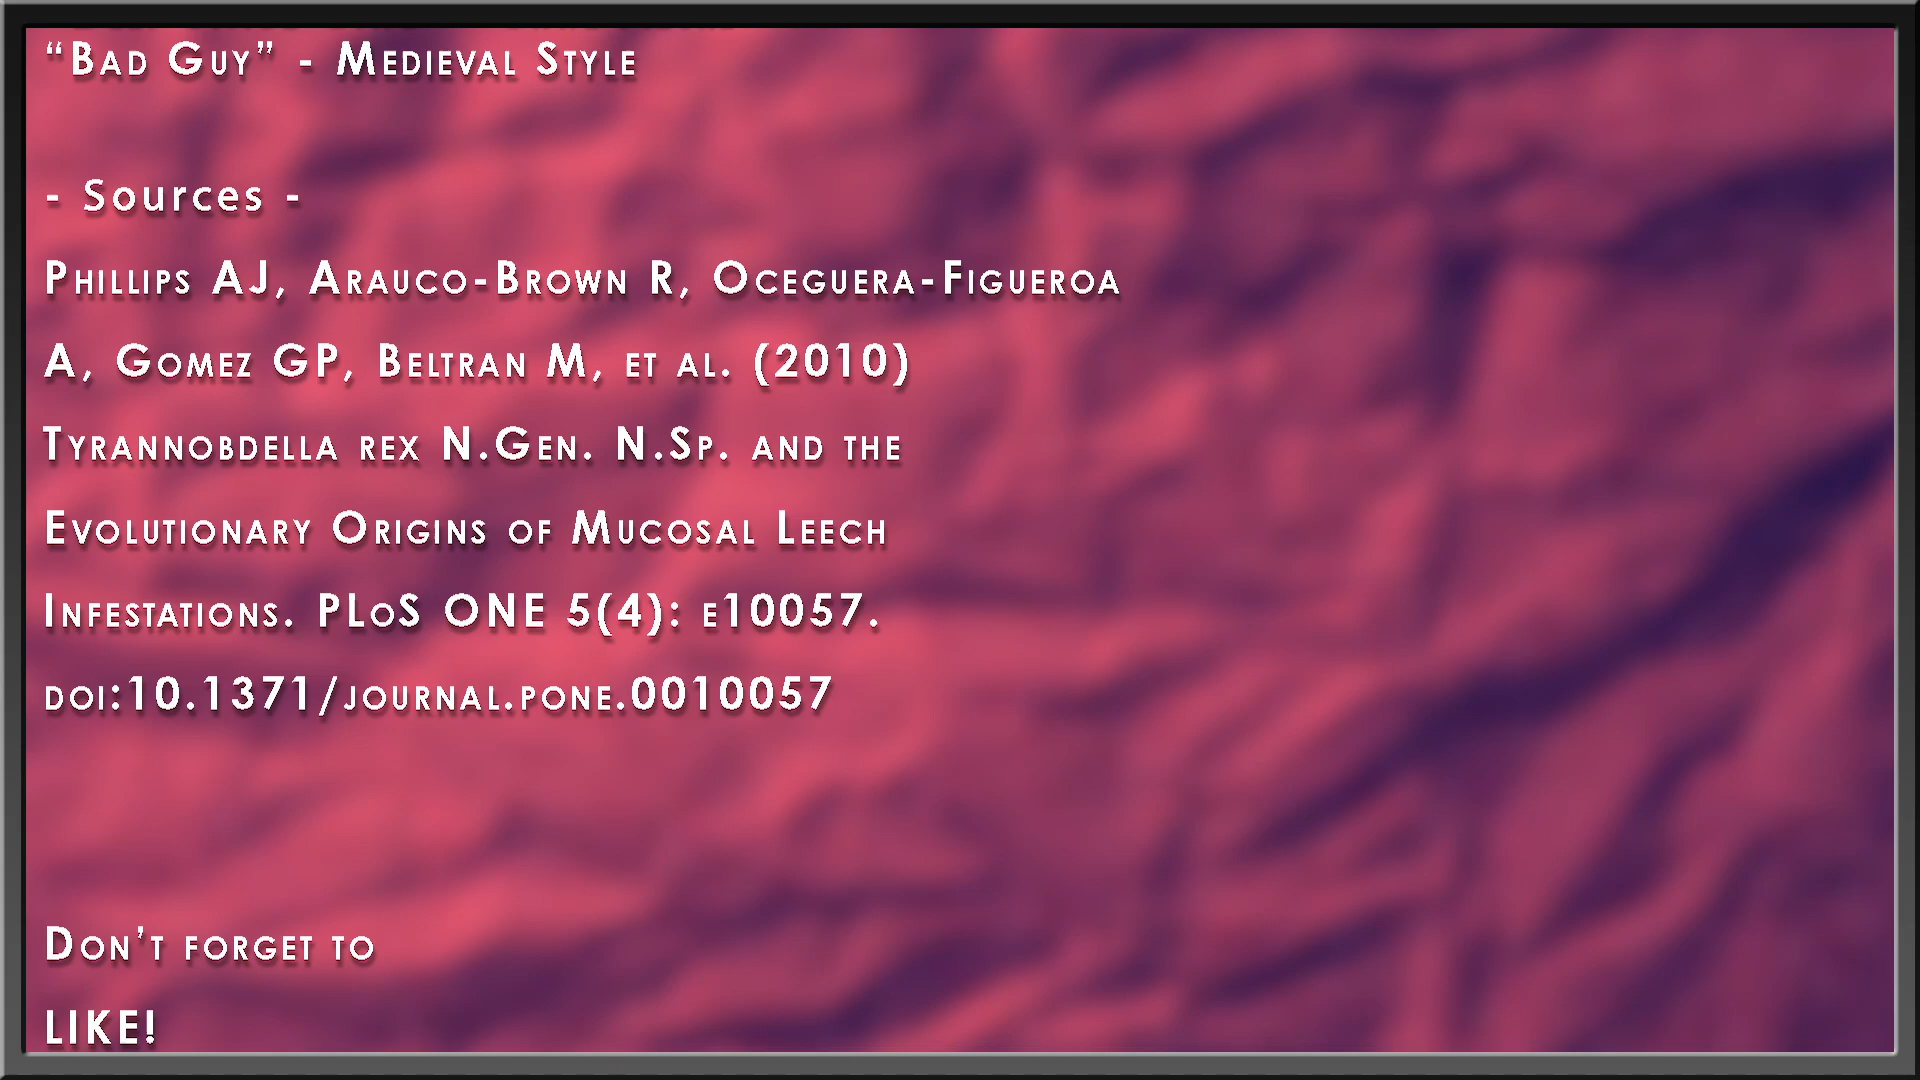 “Bad Guy” - Medieval Style
- Sources -
Phillips AJ, Arauco-Brown R, Oceguera-Figueroa
A, Gomez GP, Beltran M, et al. (2010)
Tyrannobdella rex N.Gen. N.Sp. and the
Evolutionary Origins of Mucosal Leech
Infestations. PLoS ONE 5(4): e10057.
doi:10.1371/journal.pone.0010057
Don’t forget to
LIKE!